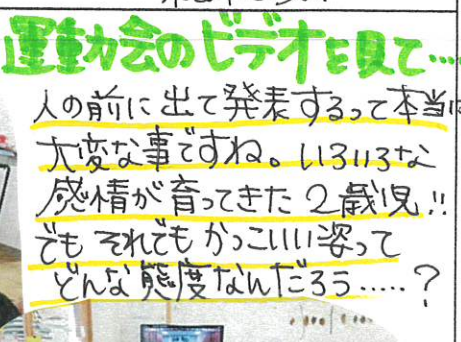 運動会のビデオを見て…
人の前に出て発表するって本当に
大変な事ですね。いろいろな
感情が育ってきた2歳児!!
でも それでも かっこいい姿って
どんな態度なんだろう.....?